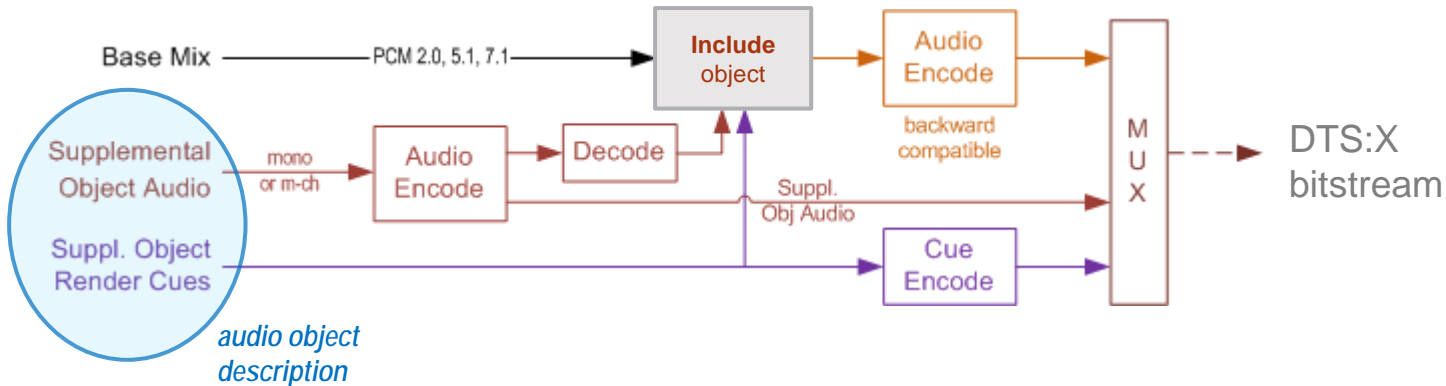 Base Mix
PCM 2.0, 5.1, 7.1
Include
object
Audio
Encode
backward
compatible
Supplemental
Object Audio
mono
or m-ch
Audio
Encode
Decode
Suppl.
Obj Audio
M
U
X
DTS:X
bitstream
Suppl. Object
Render Cues
Cue
Encode
audio object
description